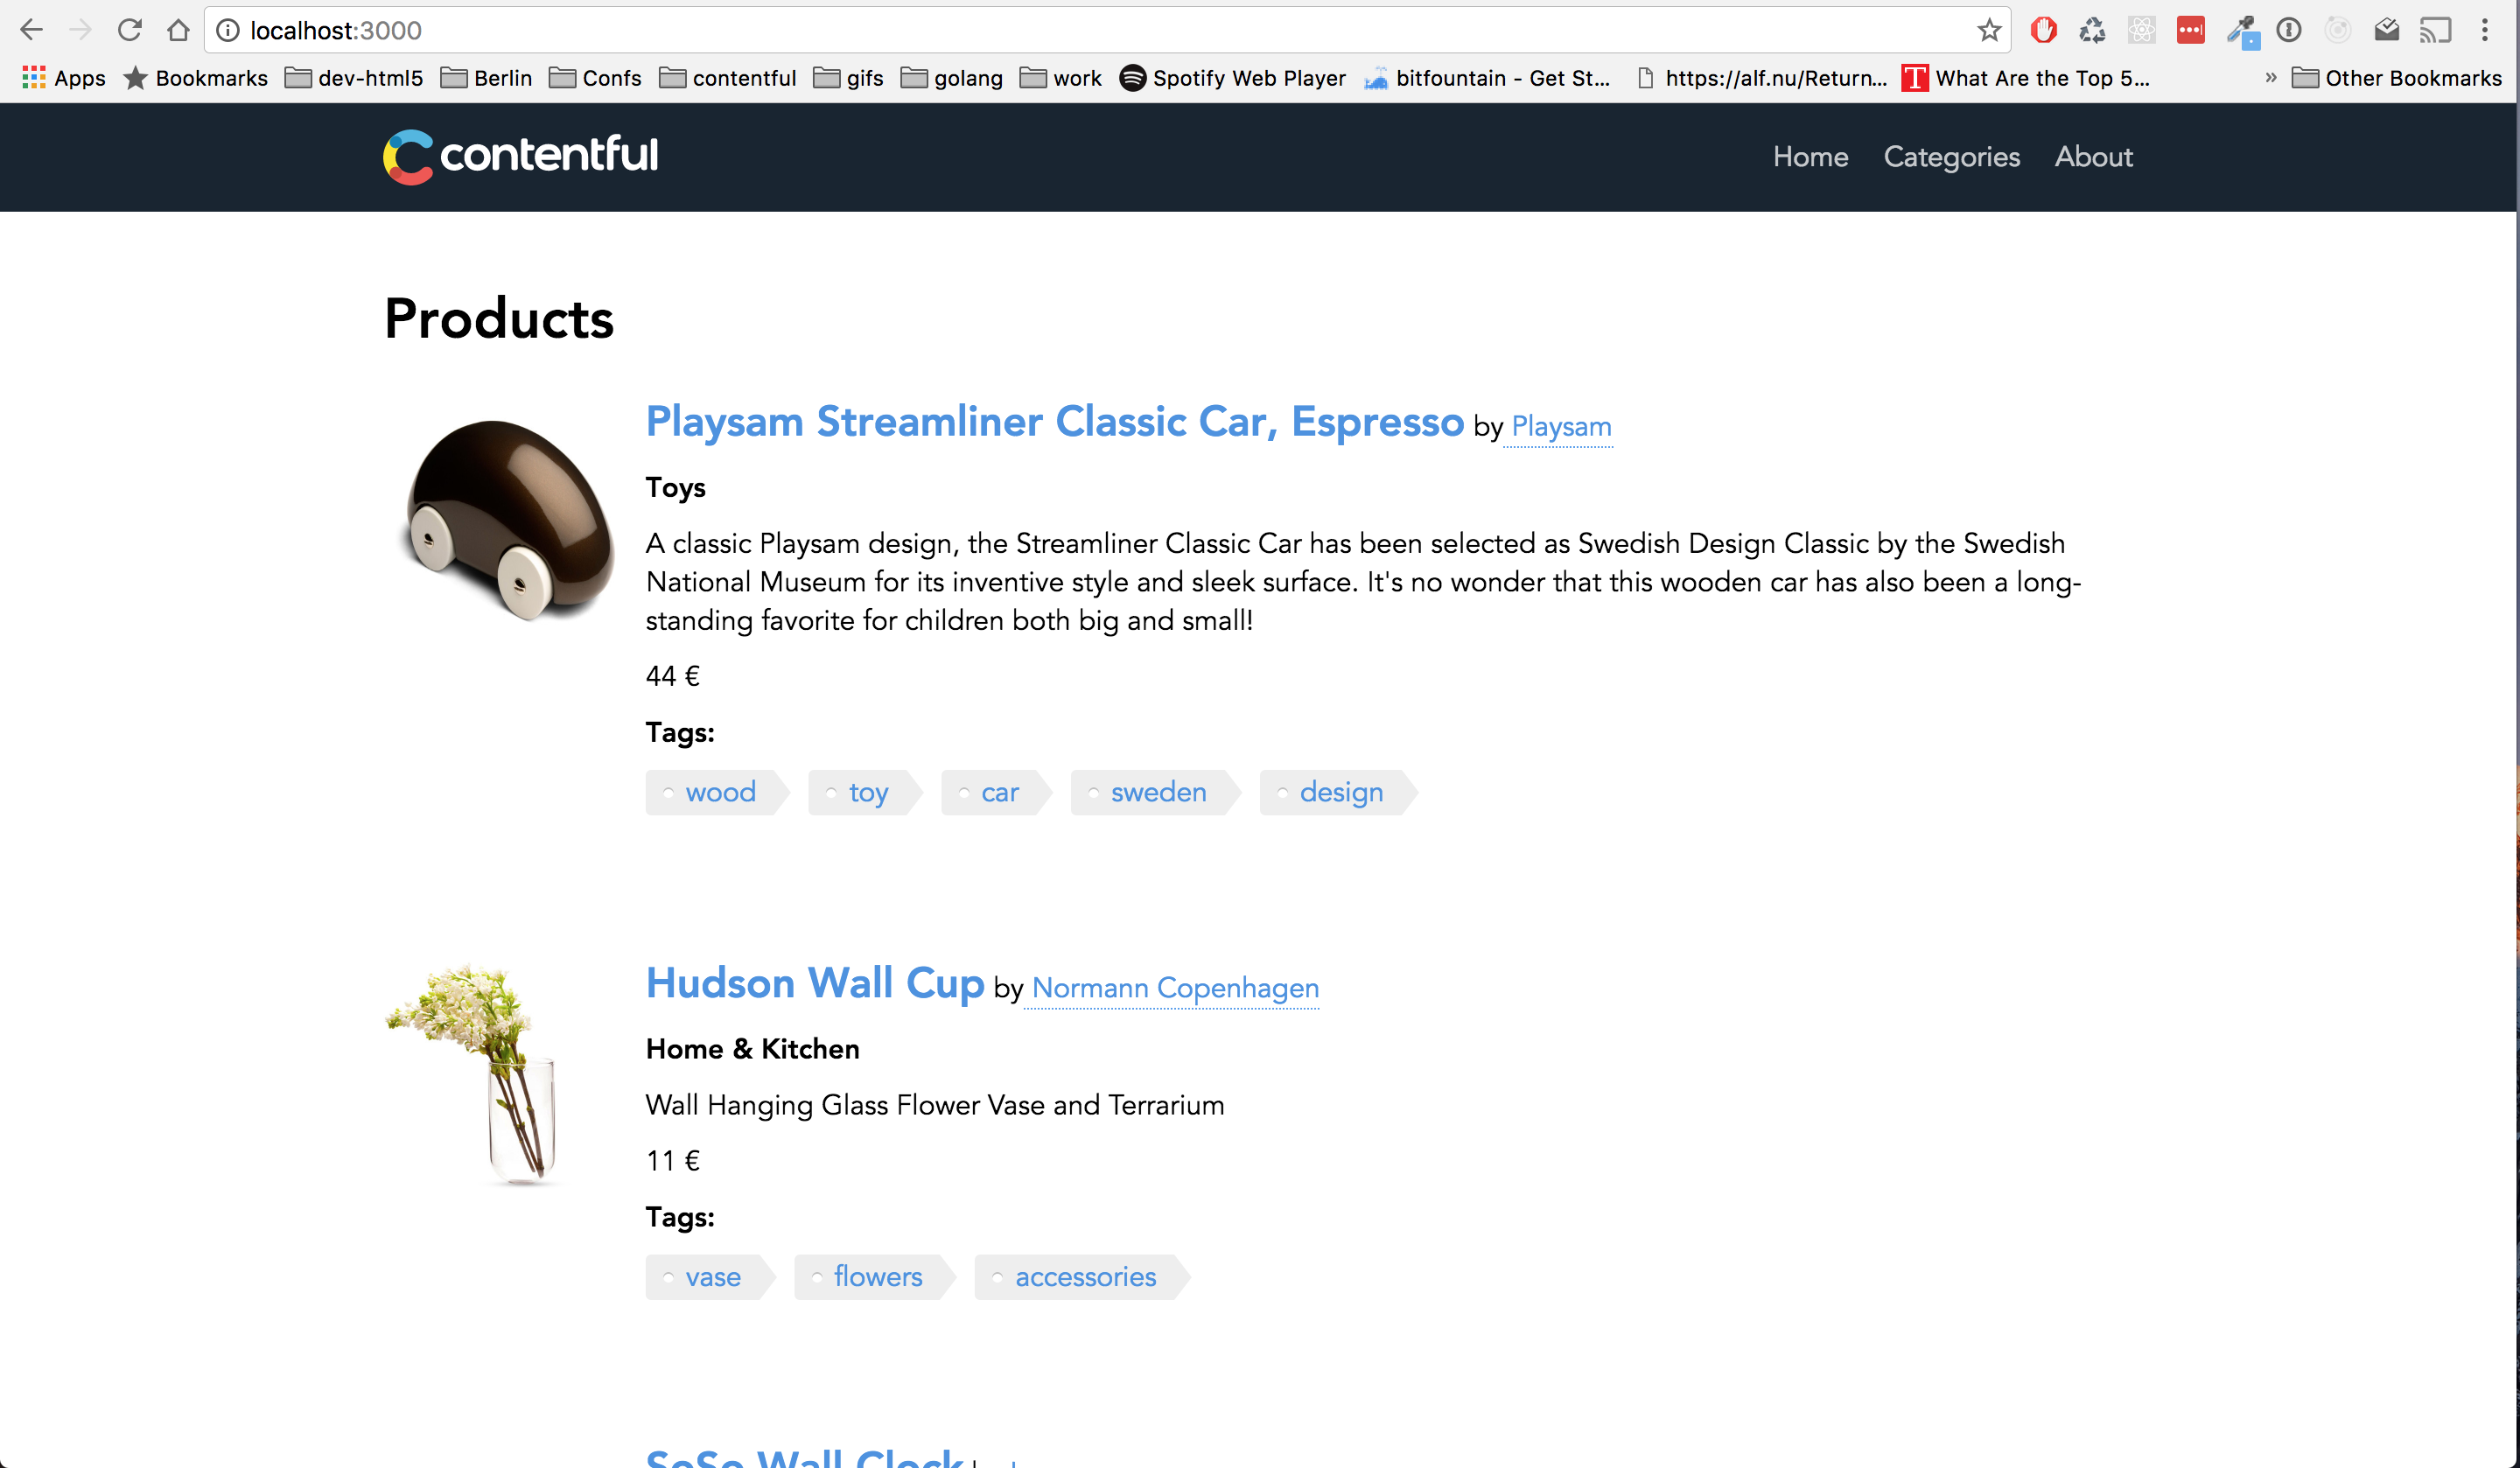 localhost:3000
Apps Bookmarks dev-html5 Berlin Confs contentful gifs golang work Spotify Web Player bitfountain - Get St... https://alf.nu/Return... What Are the Top 5... » Other Bookmarks
contentful Home Categories About
Products
Playsam Streamliner Classic Car, Espresso by Playsam
Toys
A classic Playsam design, the Streamliner Classic Car has been selected as Swedish Design Classic by the Swedish
National Museum for its inventive style and sleek surface. It's no wonder that this wooden car has also been a long-
standing favorite for children both big and small!
44 €
Tags:
wood toy car sweden design
Hudson Wall Cup by Normann Copenhagen
Home & Kitchen
Wall Hanging Glass Flower Vase and Terrarium
11 €
Tags:
vase flowers accessories
SoSo Wall Clock